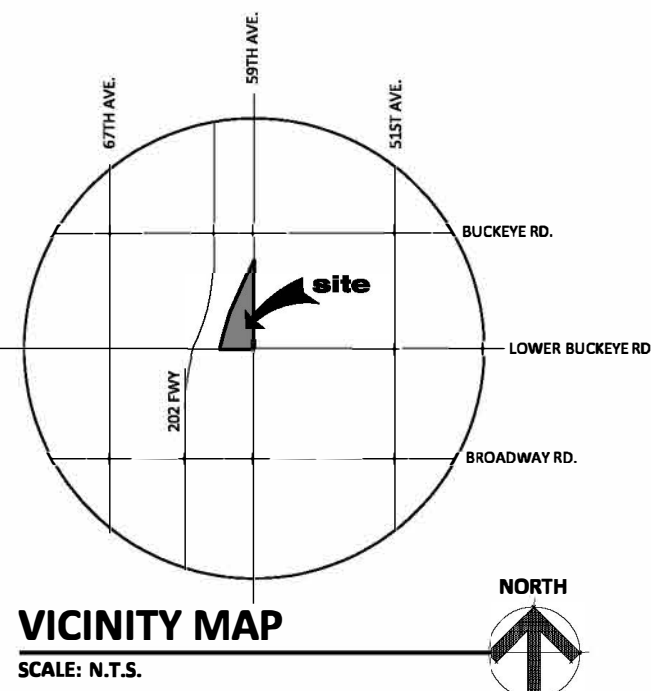 59TH AVE.
67TH AVE.
51ST AVE.
BUCKEYE RD.
site
LOWER BUCKEYE RD
202 FWY
BROADWAY RD.
NORTH
VICINITY MAP
SCALE: N.T.S.